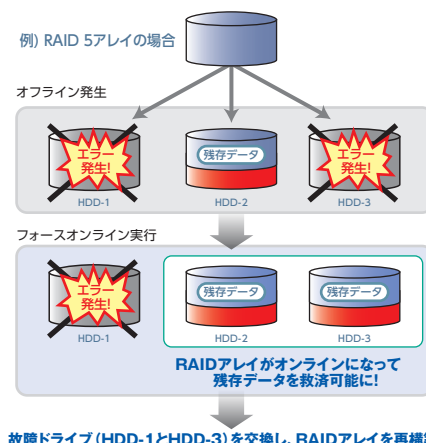 例) RAID 5アレイの場合
オフライン発生
エラー
発生!
残存データ
エラー
発生!
HDD-1
HDD-2
HDD-3
フォースオンライン実行
エラー
発生!
残存データ
残存データ
HDD-1
HDD-2
HDD-3
RAIDアレイがオンラインになって
残存データを救済可能に!
故障ドライブ(HDD-1とHDD-3)を交換し、RAIDアレイを再構